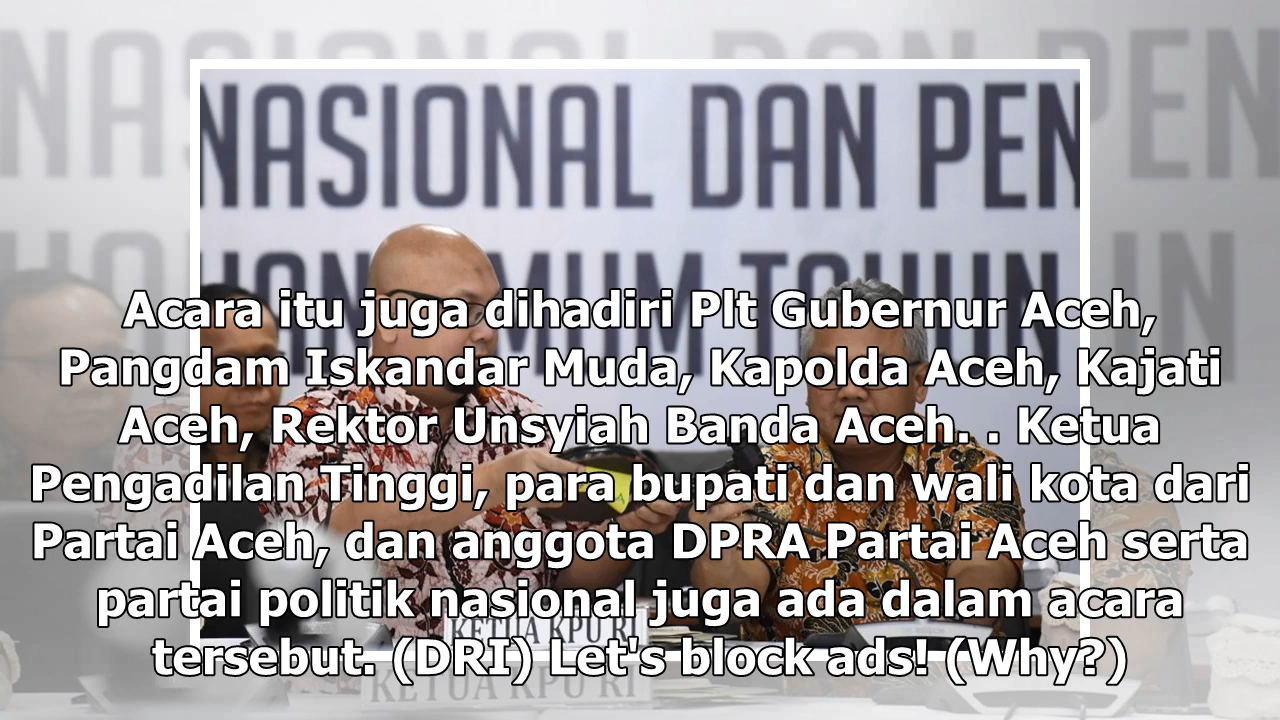 NASIONAL DAN PEN
UMUM TAHUN
Acara itu juga dihadiri Plt Gubernur Aceh,
Pangdam Iskandar Muda, Kapolda Aceh, Kajati
Aceh, Rektor Unsyiah Banda Aceh. . Ketua
Pengadilan Tinggi, para bupati dan wali kota dari
Partai Aceh, dan anggota DPRA Partai Aceh serta
partai politik nasional juga ada dalam acara
tersebut. (DRI) Let's block ads! (Why?)
KETUA KPU RI